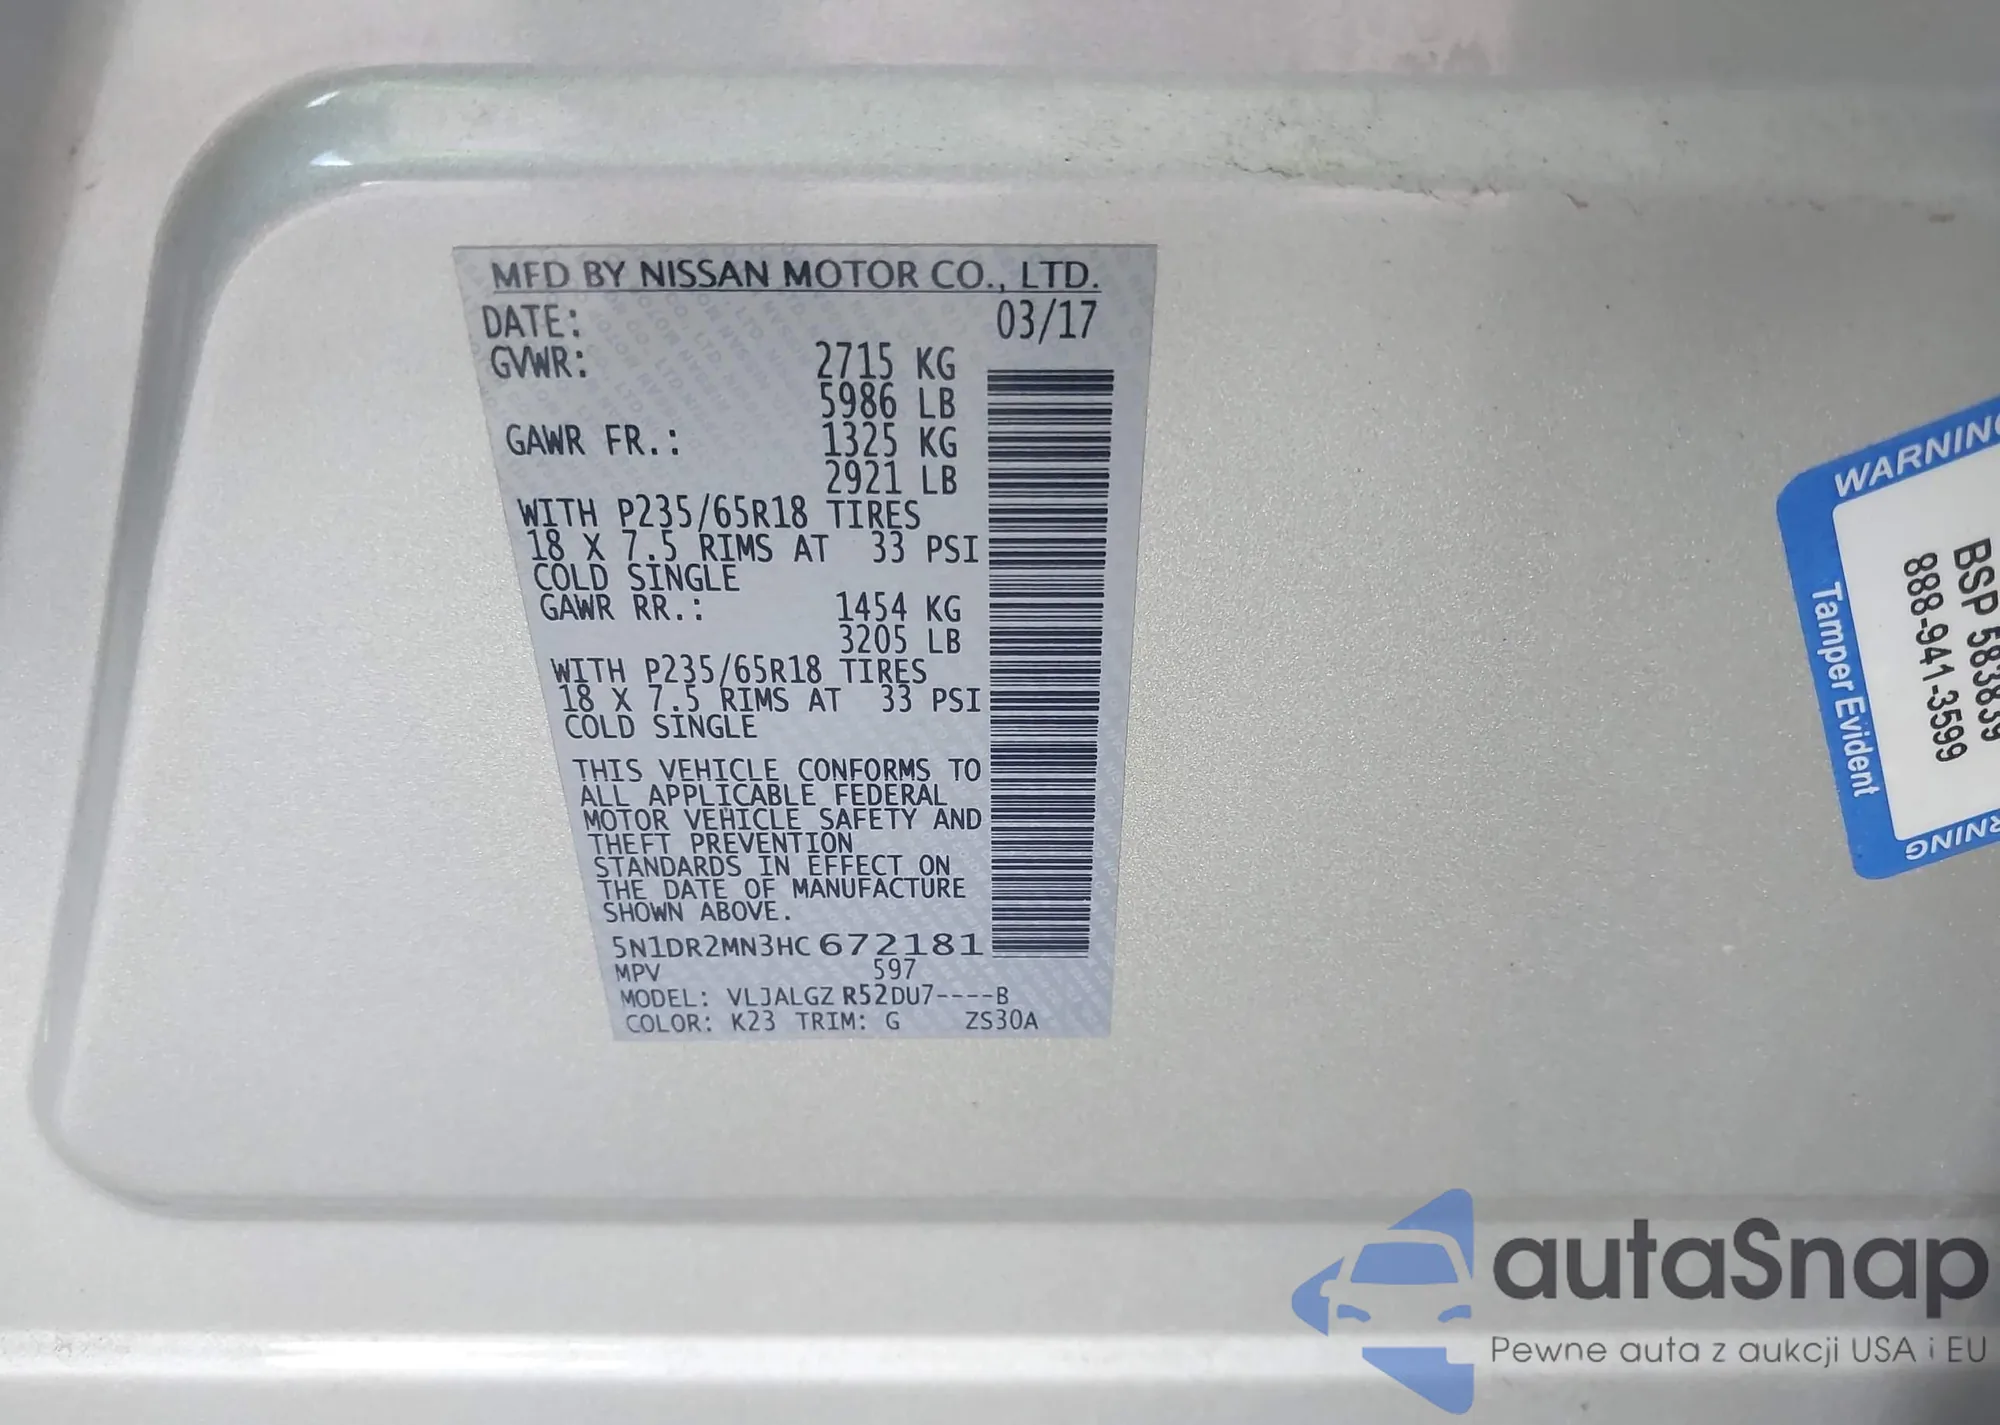 MFD BY NISSAN MOTOR CO., LTD.
DATE: 03/17
GVWR: 2715 KG
5986 LB
GAWR FR.: 1325 KG
2921 LB
WITH P235/65R18 TIRES
18 X 7.5 RIMS AT 33 PSI
COLD SINGLE
GAWR RR.: 1454 KG
3205 LB
WITH P235/65R18 TIRES
18 X 7.5 RIMS AT 33 PSI
COLD SINGLE
THIS VEHICLE CONFORMS TO
ALL APPLICABLE FEDERAL
MOTOR VEHICLE SAFETY AND
THEFT PREVENTION
STANDARDS IN EFFECT ON
THE DATE OF MANUFACTURE
SHOWN ABOVE.
5N1DR2MN3HC672181
MPV 597
MODEL: VLJALGZ R52DU7----B
COLOR: K23 TRIM: G ZS30A
WARNING
BSP 583839
888-941-3599
Tamper Evident
autaSnap
Pewne auta z aukcji USA i EU